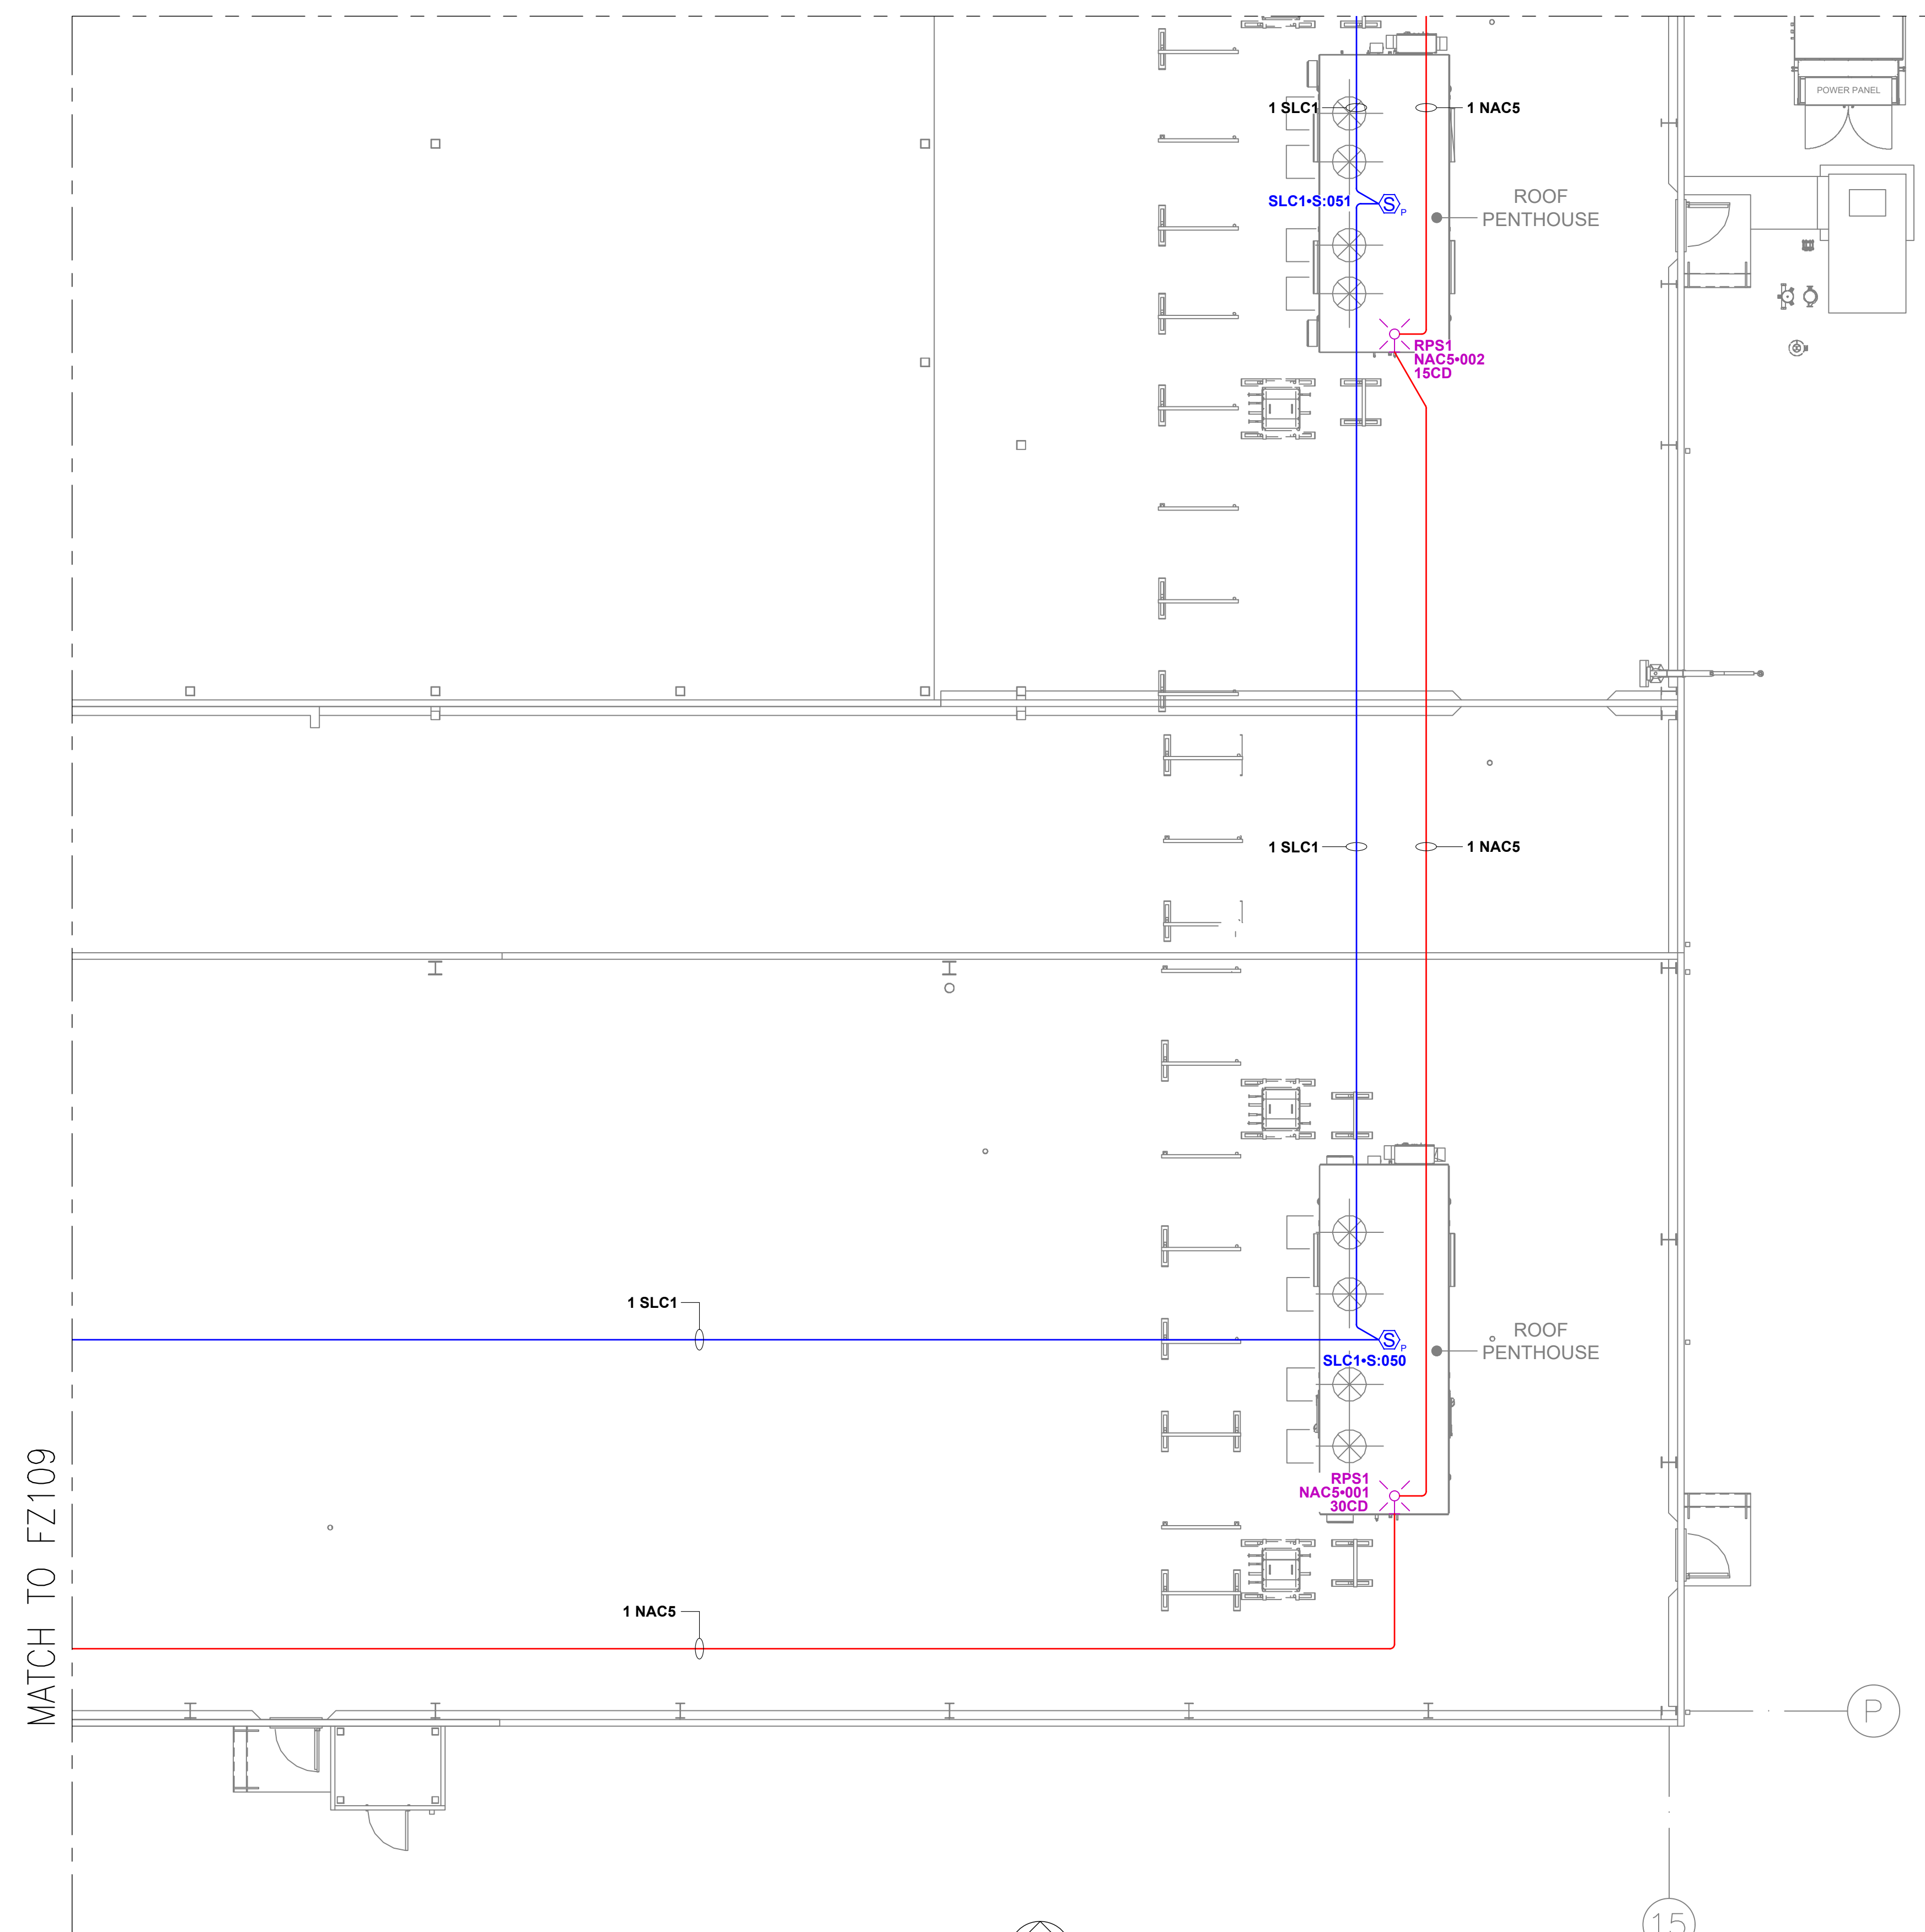 POWER PANEL
1 SLC1
1 NAC5
SLC1•S:051
S
P
ROOF
PENTHOUSE
RPS1
NAC5•002
15CD
1 SLC1
1 NAC5
1 SLC1
S
P
SLC1•S:050
ROOF
PENTHOUSE
RPS1
NAC5•001
30CD
1 NAC5
MATCH TO FZ109
P
15